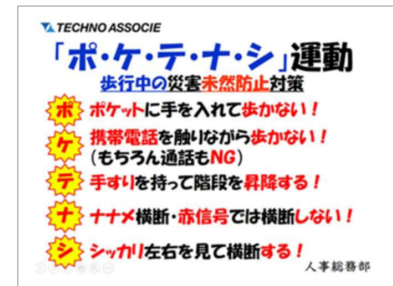 TECHNO ASSOCIE
「ポ・ケ・テ・ナ・シ」運動
歩行中の災害未然防止対策
ポ ポケットに手を入れて歩かない！
ケ 携帯電話を触りながら歩かない！
（もちろん通話もNG）
テ 手すりを持って階段を昇降する！
ナ ナナメ横断・赤信号では横断しない！
シ シッカリ左右を見て横断する！
人事総務部